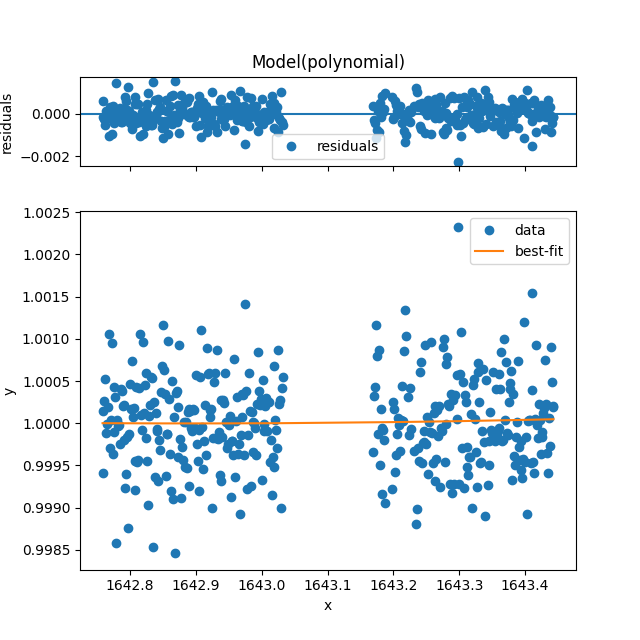 Model(polynomial)
residuals
0.000
−0.002
residuals
1.0025
1.0020
1.0015
1.0010
1.0005
1.0000
0.9995
0.9990
0.9985
y
data
best-fit
1642.8 1642.9 1643.0 1643.1 1643.2 1643.3 1643.4
x